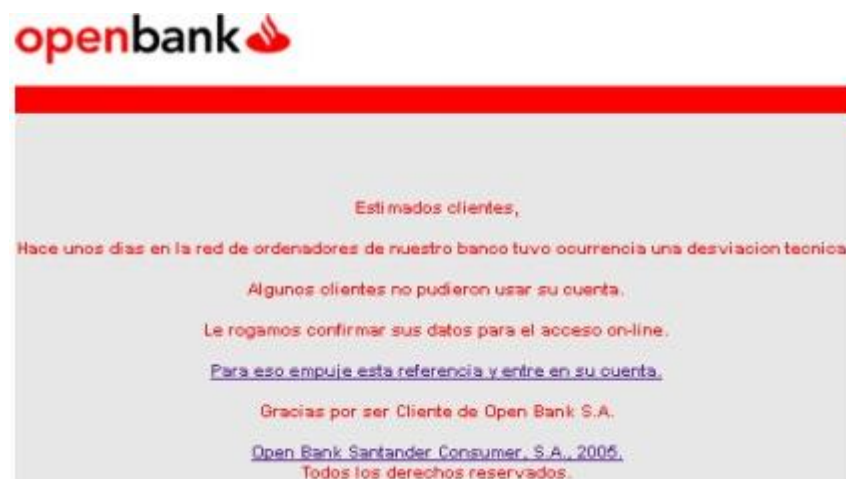 openbank
Estimados clientes,
Hace unos dias en la red de ordenadores de nuestro banco tuvo ocurrencia una desviacion tecnica
Algunos clientes no pudieron usar su cuenta.
Le rogamos confirmar sus datos para el acceso on-line.
Para eso empuje esta referencia y entre en su cuenta.
Gracias por ser Cliente de Open Bank S.A.
Open Bank Santander Consumer, S.A., 2005.
Todos los derechos reservados.